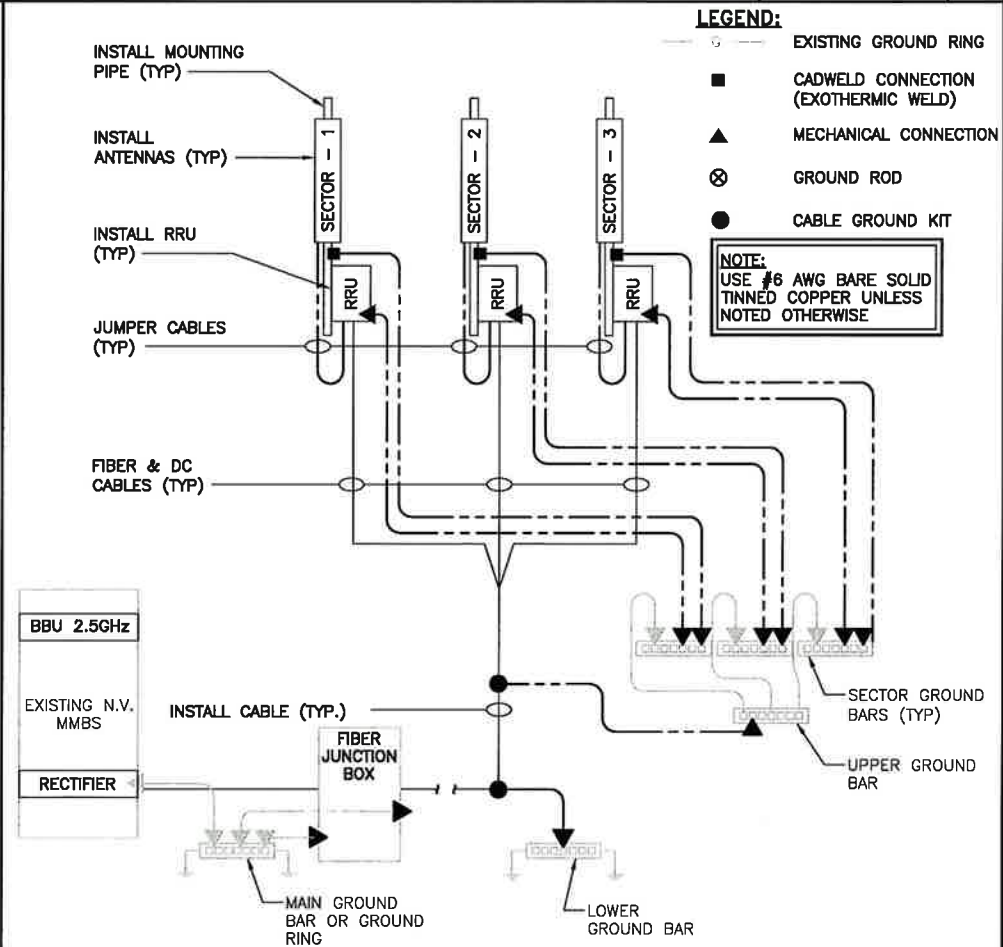 LEGEND:
EXISTING GROUND RING
CADWELD CONNECTION
(EXOTHERMIC WELD)
MECHANICAL CONNECTION
GROUND ROD
CABLE GROUND KIT
NOTE:
USE #6 AWG BARE SOLID
TINNED COPPER UNLESS
NOTED OTHERWISE
INSTALL MOUNTING
PIPE (TYP)
INSTALL
ANTENNAS (TYP)
INSTALL RRU
(TYP)
JUMPER CABLES
(TYP)
FIBER & DC
CABLES (TYP)
SECTOR - 1
SECTOR - 2
SECTOR - 3
RRU
RRU
RRU
BBU 2.5GHz
EXISTING N.V.
MMBS
RECTIFIER
INSTALL CABLE (TYP.)
FIBER
JUNCTION
BOX
SECTOR GROUND
BARS (TYP)
UPPER GROUND
BAR
MAIN GROUND
BAR OR GROUND
RING
LOWER
GROUND BAR